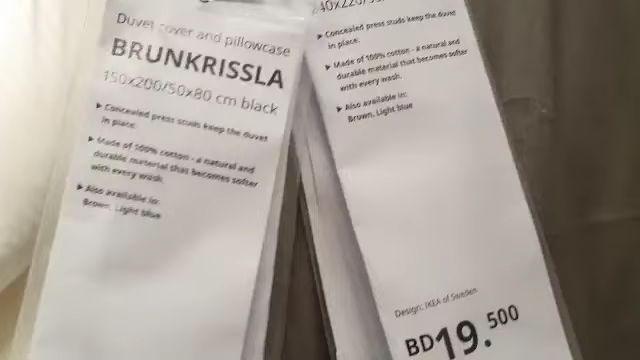 Duvet cover and pillowcase
BRUNKRISSLA
150x200/50x80 cm black
▶ Concealed press studs keep the duvet
in place.
▶ Made of 100% cotton - a natural and
durable material that becomes softer
with every wash.
▶ Also available in:
Brown, Light blue
▶ Concealed press studs keep the duvet
in place.
▶ Made of 100% cotton - a natural and
durable material that becomes softer
with every wash.
▶ Also available in:
Brown, Light blue
Design: IKEA of Sweden
BD19.500